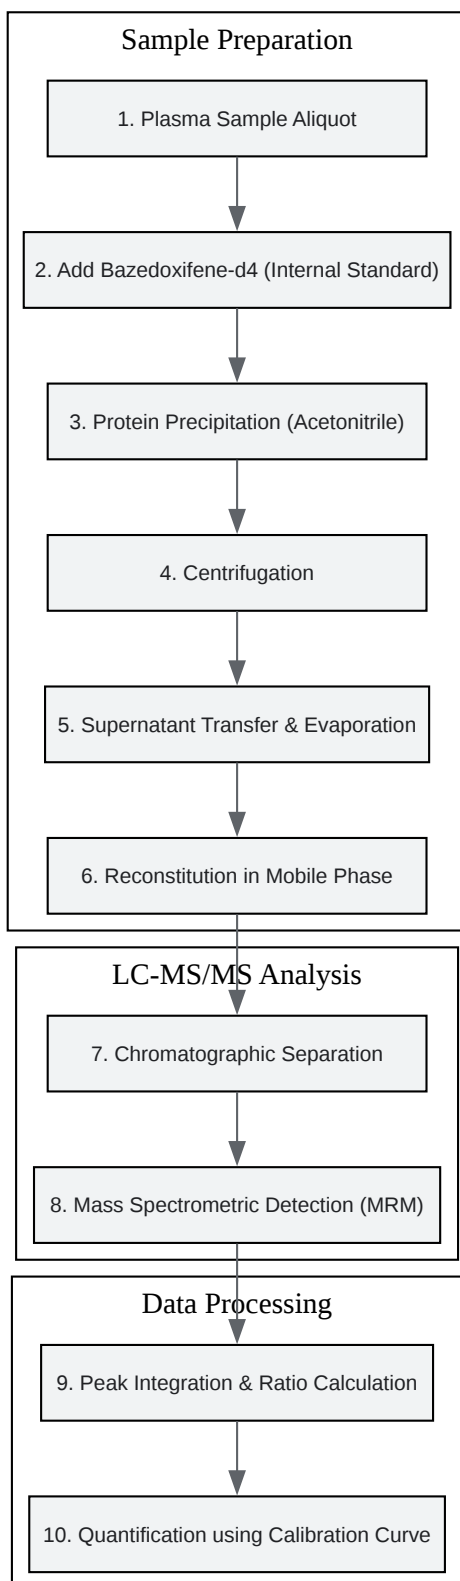 Sample Preparation
1. Plasma Sample Aliquot
2. Add Bazedoxifene-d4 (Internal Standard)
3. Protein Precipitation (Acetonitrile)
4. Centrifugation
5. Supernatant Transfer & Evaporation
6. Reconstitution in Mobile Phase
LC-MS/MS Analysis
7. Chromatographic Separation
8. Mass Spectrometric Detection (MRM)
Data Processing
9. Peak Integration & Ratio Calculation
10. Quantification using Calibration Curve